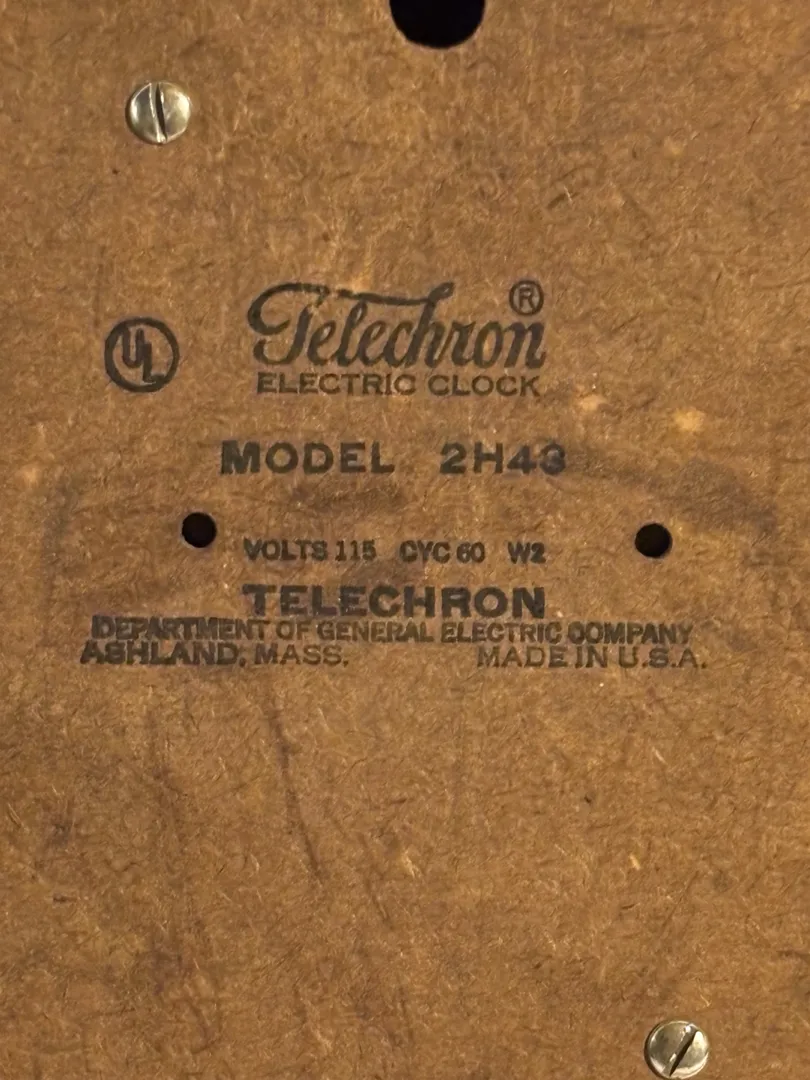 Telechron ®
UL
ELECTRIC CLOCK
MODEL 2H43
VOLTS 115 CYC 60 W2
TELECHRON
DEPARTMENT OF GENERAL ELECTRIC COMPANY
ASHLAND, MASS. MADE IN U.S.A.